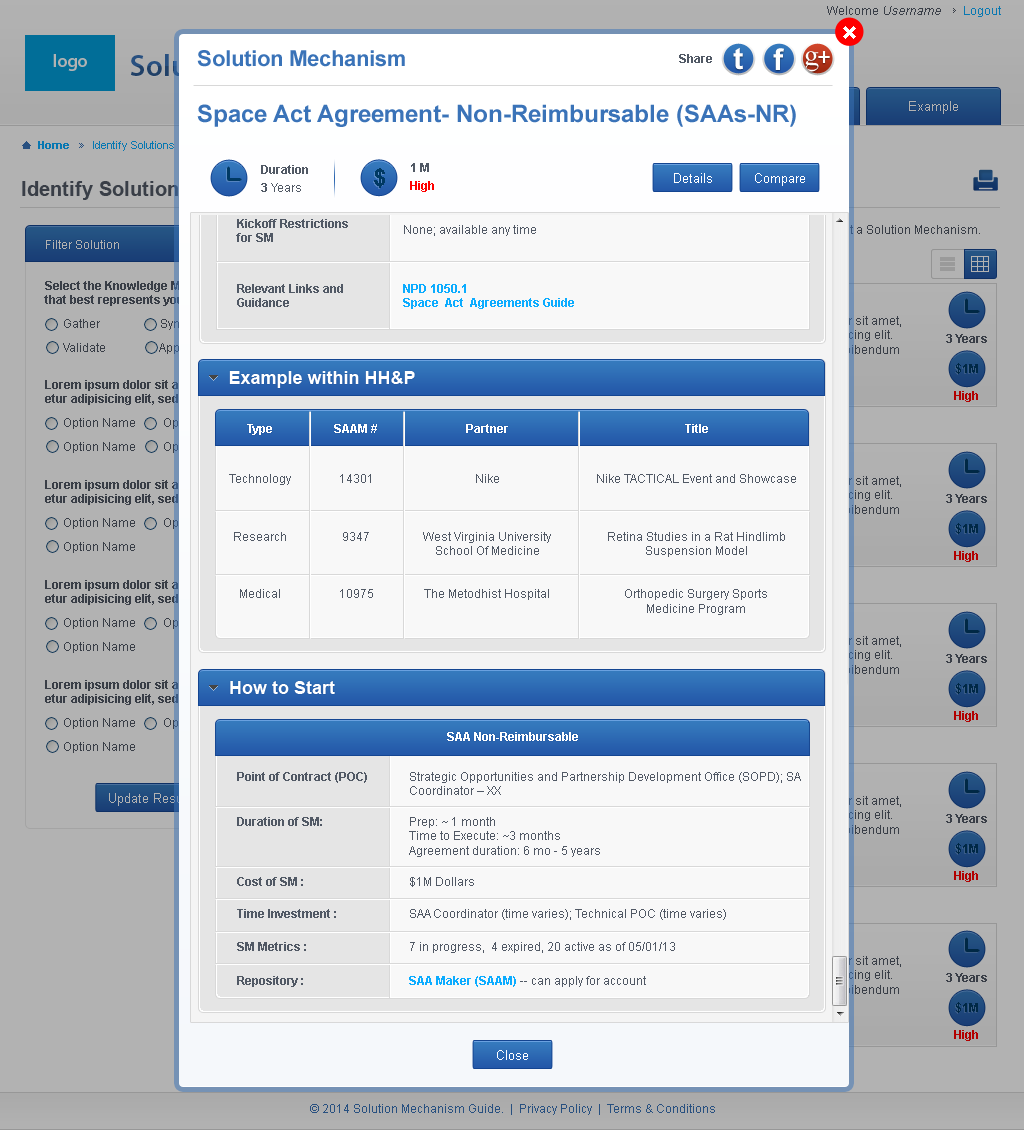 Welcome Username › Logout
logo
Solu
Example
Home » Identify Solutions
Identify Solution
Filter Solution
Select the Knowledge M
that best represents you
Gather Syn
Validate App
Lorem ipsum dolor sit a
etur adipisicing elit, sed
Option Name Op
Option Name Op
Lorem ipsum dolor sit a
etur adipisicing elit, sed
Option Name Op
Option Name
Lorem ipsum dolor sit a
etur adipisicing elit, sed
Option Name Op
Option Name
Lorem ipsum dolor sit a
etur adipisicing elit, sed
Option Name Op
Option Name
Update Resu
Solution Mechanism
Share t f g+
Space Act Agreement- Non-Reimbursable (SAAs-NR)
Duration
3 Years
$
1 M
High
Details
Compare
Kickoff Restrictions
for SM
None; available any time
Relevant Links and
Guidance
NPD 1050.1
Space Act Agreements Guide
Example within HH&P
Type SAAM # Partner Title
Technology 14301 Nike Nike TACTICAL Event and Showcase
Research 9347 West Virginia University
School Of Medicine
Retina Studies in a Rat Hindlimb
Suspension Model
Medical 10975 The Metodhist Hospital
Orthopedic Surgery Sports
Medicine Program
How to Start
SAA Non-Reimbursable
Point of Contract (POC)
Strategic Opportunities and Partnership Development Office (SOPD); SA
Coordinator – XX
Duration of SM:
Prep: ~ 1 month
Time to Execute: ~3 months
Agreement duration: 6 mo - 5 years
Cost of SM : $1M Dollars
Time Investment : SAA Coordinator (time varies); Technical POC (time varies)
SM Metrics : 7 in progress, 4 expired, 20 active as of 05/01/13
Repository : SAA Maker (SAAM) -- can apply for account
Close
t a Solution Mechanism.
r sit amet,
cing elit.
bibendum
3 Years
$1M
High
r sit amet,
cing elit.
bibendum
3 Years
$1M
High
r sit amet,
cing elit.
bibendum
3 Years
$1M
High
r sit amet,
cing elit.
bibendum
3 Years
$1M
High
r sit amet,
cing elit.
bibendum
3 Years
$1M
High
© 2014 Solution Mechanism Guide. | Privacy Policy | Terms & Conditions